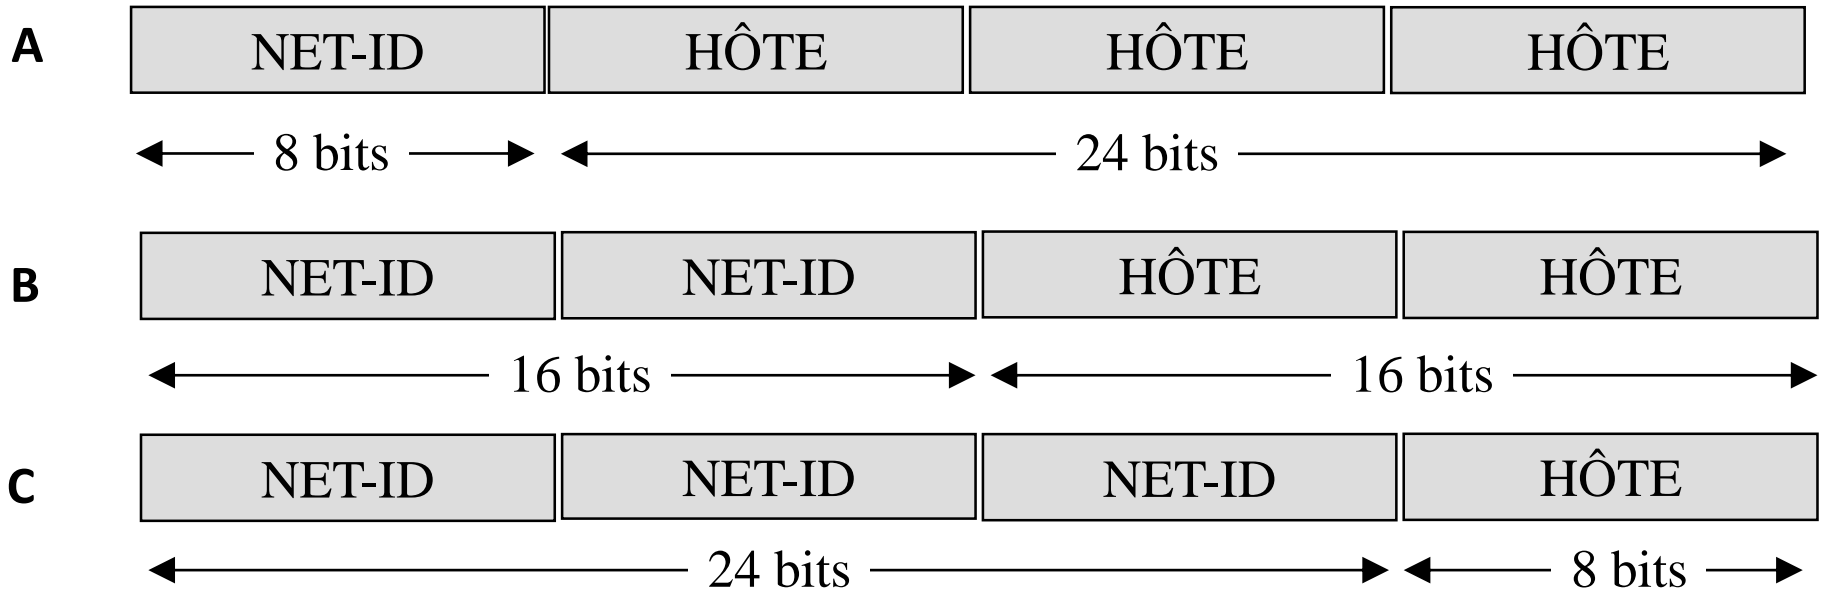 A NET-ID HÔTE HÔTE HÔTE
8 bits 24 bits
B NET-ID NET-ID HÔTE HÔTE
16 bits 16 bits
C NET-ID NET-ID NET-ID HÔTE
24 bits 8 bits